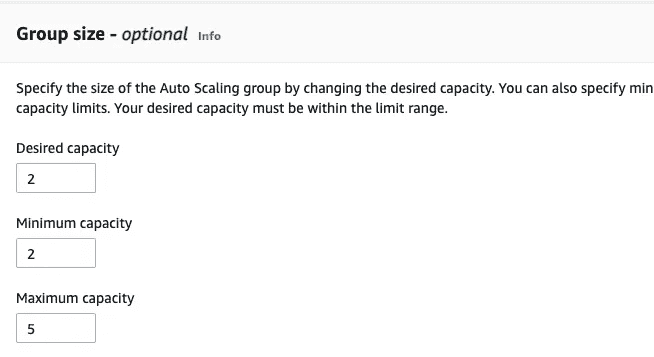 Group size - optional Info
Specify the size of the Auto Scaling group by changing the desired capacity. You can also specify min
capacity limits. Your desired capacity must be within the limit range.
Desired capacity
2
Minimum capacity
2
Maximum capacity
5